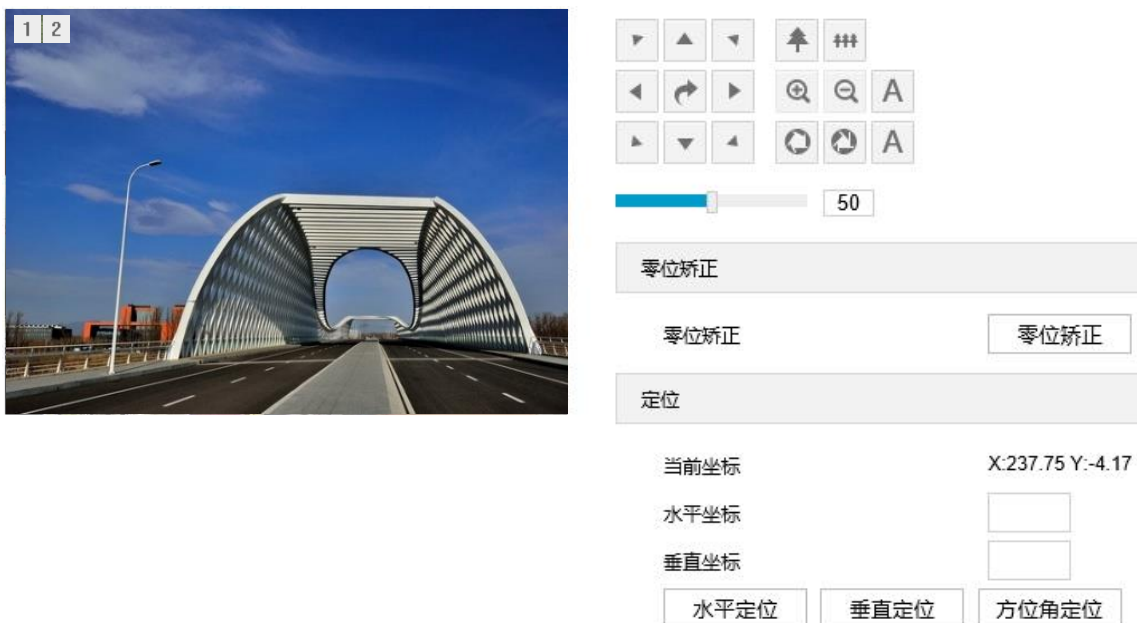 1 2
A
A
50
零位矫正
零位矫正 零位矫正
定位
当前坐标 X:237.75 Y:-4.17
水平坐标
垂直坐标
水平定位 垂直定位 方位角定位